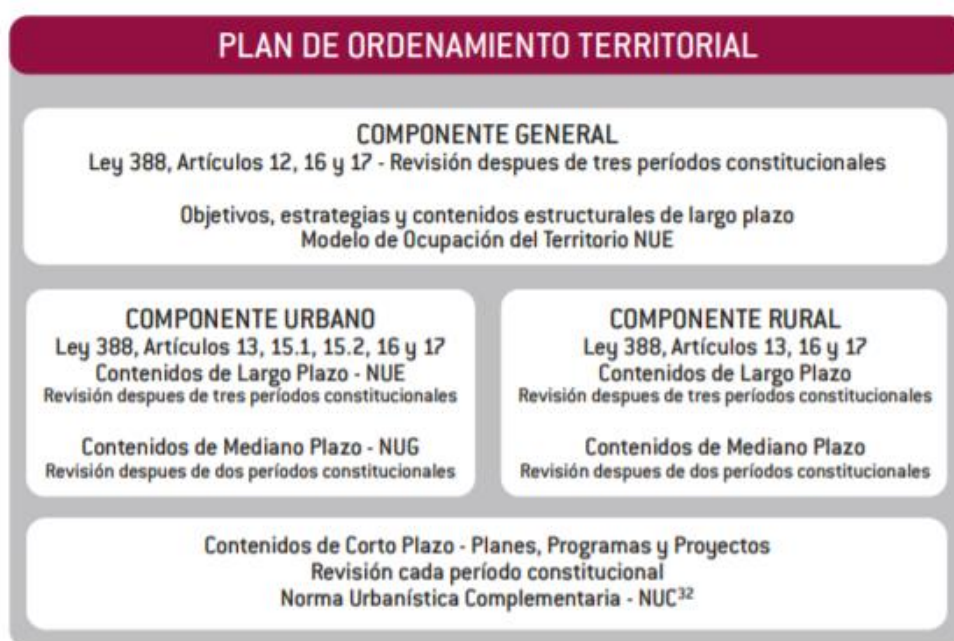 PLAN DE ORDENAMIENTO TERRITORIAL
COMPONENTE GENERAL
Ley 388, Artículos 12, 16 y 17 - Revisión despues de tres períodos constitucionales
Objetivos, estrategias y contenidos estructurales de largo plazo
Modelo de Ocupación del Territorio NUE
COMPONENTE URBANO
Ley 388, Artículos 13, 15.1, 15.2, 16 y 17
Contenidos de Largo Plazo - NUE
Revisión despues de tres períodos constitucionales
Contenidos de Mediano Plazo - NUG
Revisión despues de dos períodos constitucionales
COMPONENTE RURAL
Ley 388, Artículos 13, 16 y 17
Contenidos de Largo Plazo
Revisión despues de tres períodos constitucionales
Contenidos de Mediano Plazo
Revisión despues de dos períodos constitucionales
Contenidos de Corto Plazo - Planes, Programas y Proyectos
Revisión cada período constitucional
Norma Urbanística Complementaria - NUC³²